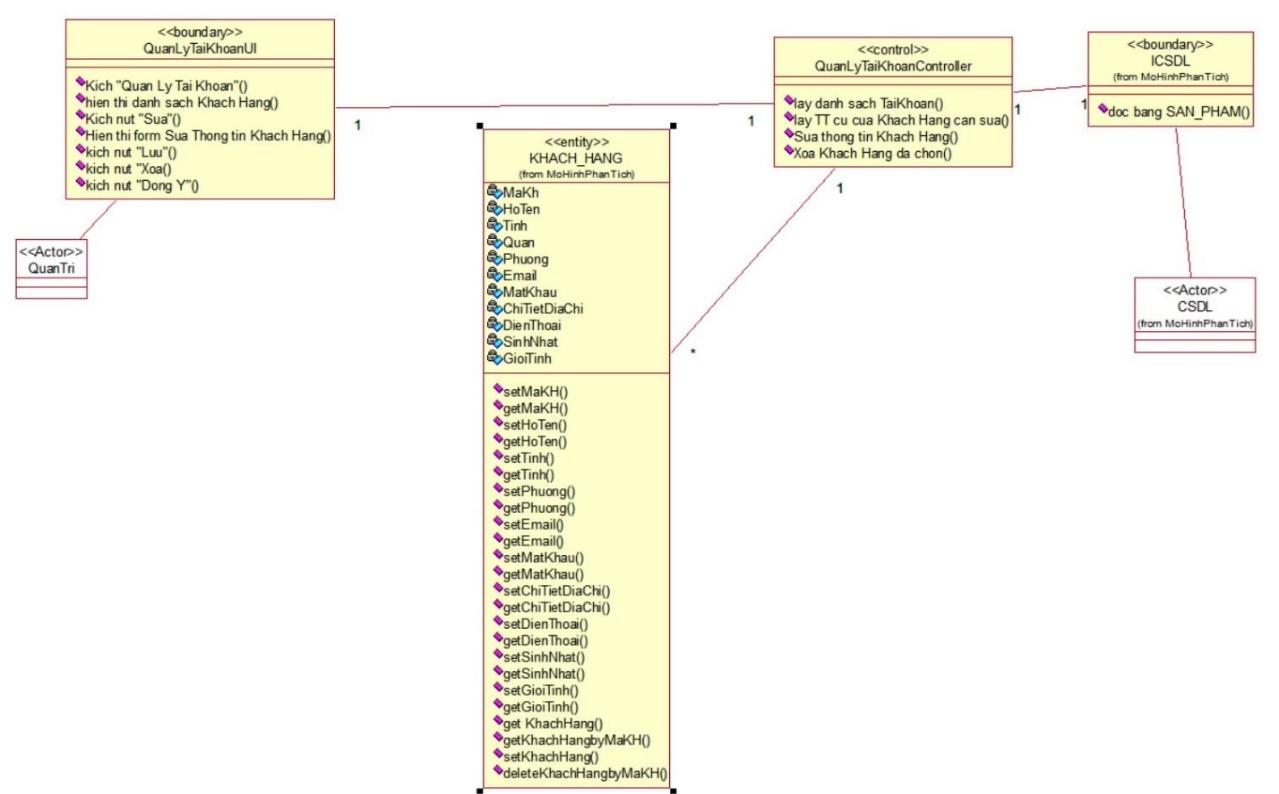 <<boundary>>
QuanLyTaiKhoanUI
Kich "Quan Ly Tai Khoan"()
hien thi danh sach Khach Hang()
Kich nut "Sua"()
Hien thi form Sua Thong tin Khach Hang()
kich nut "Luu"()
kich nut "Xoa()
kich nut "Dong Y"()
<<Actor>>
QuanTri
1
1
<<entity>>
KHACH_HANG
(from MoHinhPhanTich)
MaKh
HoTen
Tinh
Quan
Phuong
Email
MatKhau
ChiTietDiaChi
DienThoai
SinhNhat
GioiTinh
setMaKH()
getMaKH()
setHoTen()
getHoTen()
setTinh()
getTinh()
setPhuong()
getPhuong()
setEmail()
getEmail()
setMatKhau()
getMatKhau()
setChiTietDiaChi()
getChiTietDiaChi()
setDienThoai()
getDienThoai()
setSinhNhat()
getSinhNhat()
setGioiTinh()
getGioiTinh()
get KhachHang()
getKhachHangbyMaKH()
setKhachHang()
deleteKhachHangbyMaKH()
<<control>>
QuanLyTaiKhoanController
lay danh sach TaiKhoan()
lay TT cu cua Khach Hang can sua()
Sua thong tin Khach Hang()
Xoa Khach Hang da chon()
1
*
1
1
<<boundary>>
ICSDL
(from MoHinhPhanTich)
doc bang SAN_PHAM()
<<Actor>>
CSDL
(from MoHinhPhanTich)